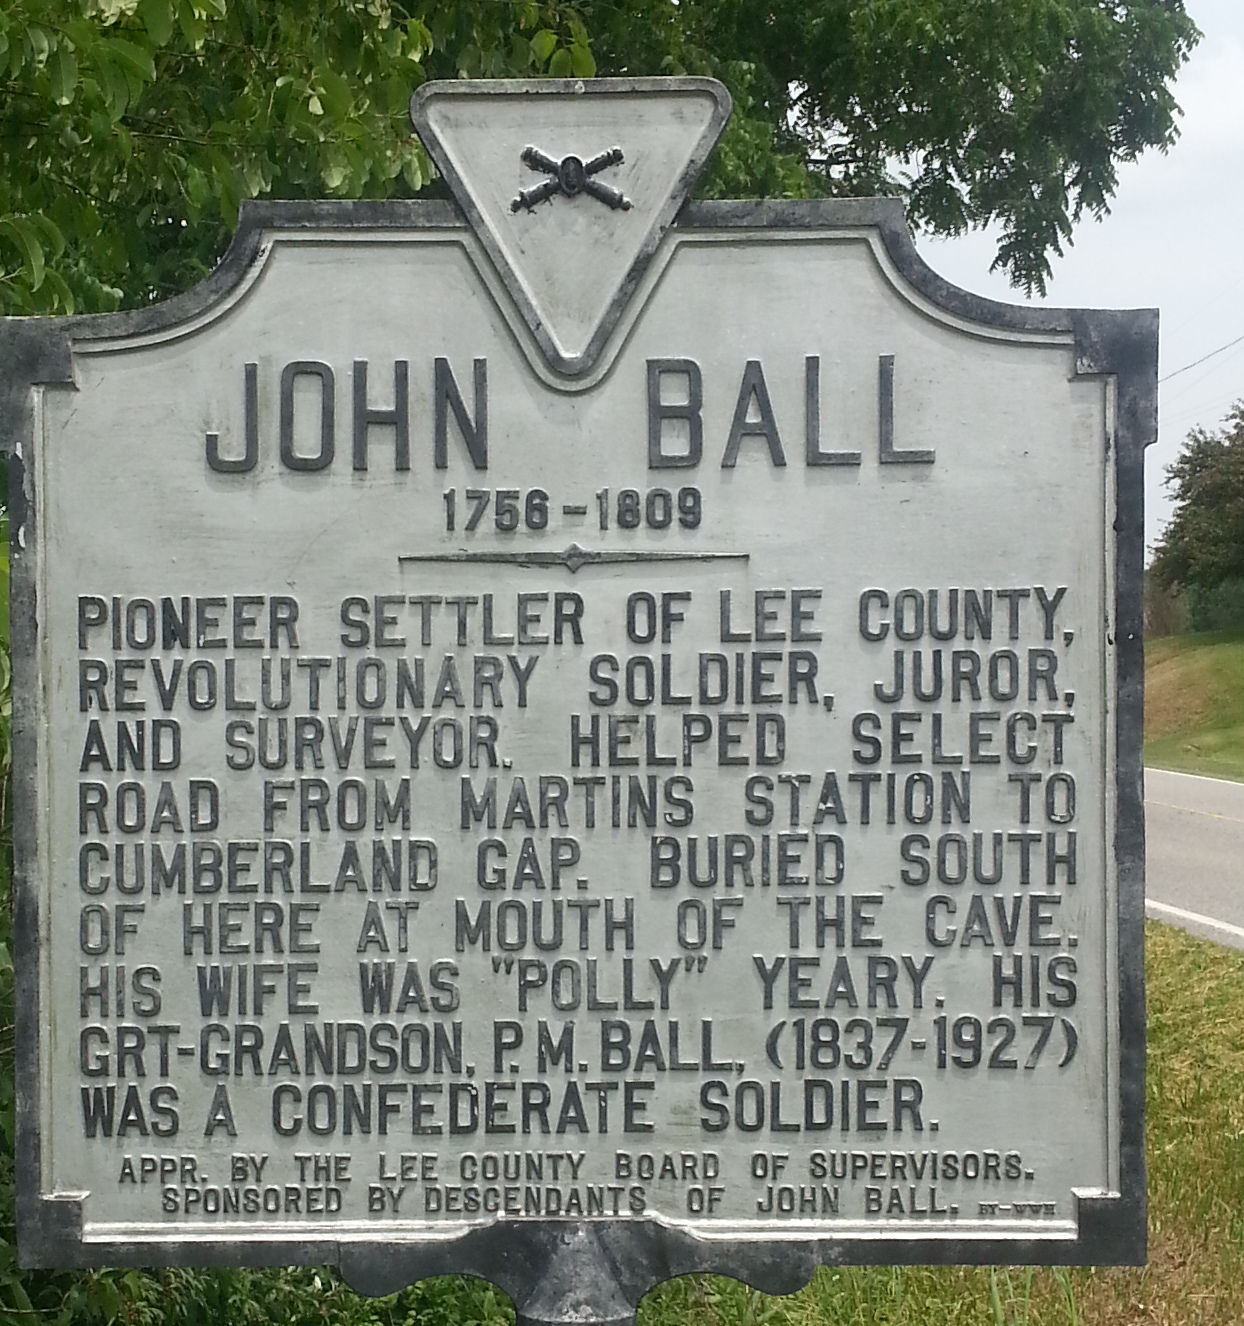 JOHN BALL
1756-1809
PIONEER SETTLER OF LEE COUNTY,
REVOLUTIONARY SOLDIER, JUROR,
AND SURVEYOR. HELPED SELECT
ROAD FROM MARTINS STATION TO
CUMBERLAND GAP. BURIED SOUTH
OF HERE AT MOUTH OF THE CAVE.
HIS WIFE WAS "POLLY" YEARY. HIS
GRT-GRANDSON, P.M. BALL, (1837-1927)
WAS A CONFEDERATE SOLDIER.
APPR. BY THE LEE COUNTY BOARD OF SUPERVISORS.
SPONSORED BY DESCENDANTS OF JOHN BALL. BY-WWH